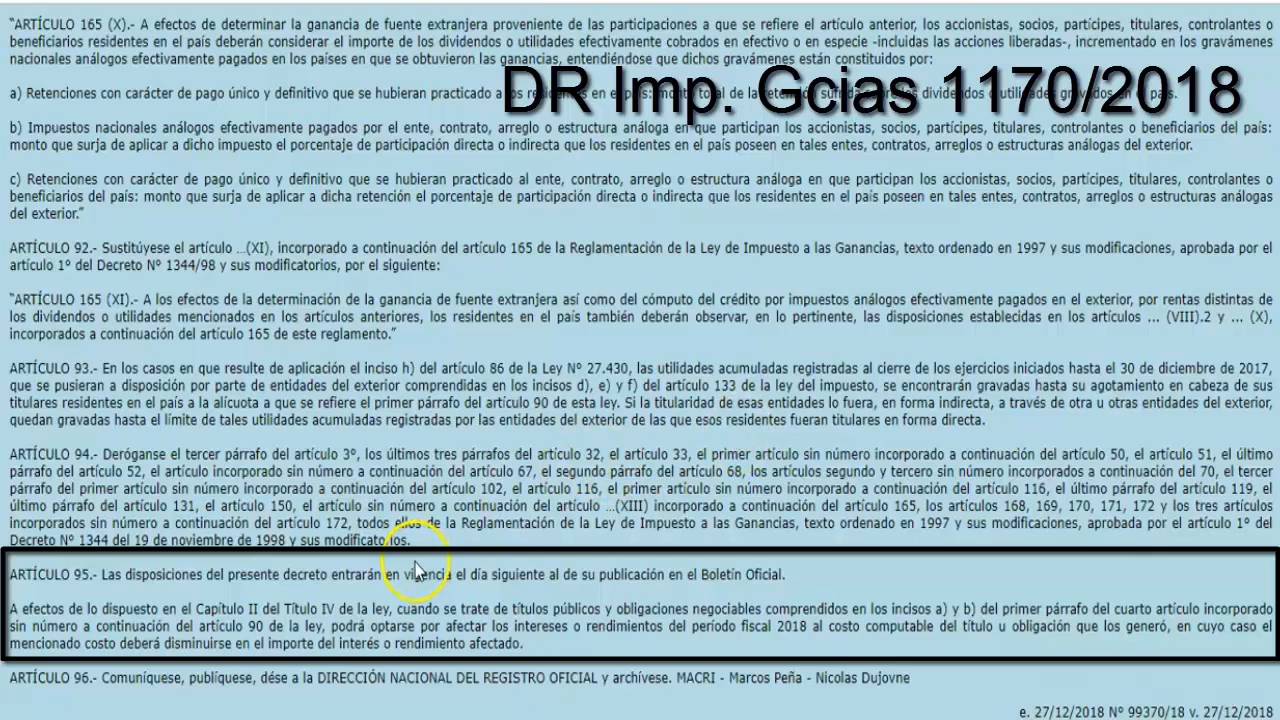 “ARTÍCULO 165 (X).- A efectos de determinar la ganancia de fuente extranjera proveniente de las participaciones a que se refiere el artículo anterior, los accionistas, socios, partícipes, titulares, controlantes o
beneficiarios residentes en el país deberán considerar el importe de los dividendos o utilidades efectivamente cobrados en efectivo o en especie -incluidas las acciones liberadas-, incrementado en los gravámenes
nacionales análogos efectivamente pagados en los países en que se obtuvieron las ganancias, entendiéndose que dichos gravámenes están constituidos por:
DR Imp. Gcias 1170/2018
a) Retenciones con carácter de pago único y definitivo que se hubieran practicado a los residentes en el país: monto total de la retención sufrida dividendos o utilidades gravados país.
b) Impuestos nacionales análogos efectivamente pagados por el ente, contrato, arreglo o estructura análoga en que participan los accionistas, socios, partícipes, titulares, controlantes o beneficiarios del país:
monto que surja de aplicar a dicho impuesto el porcentaje de participación directa o indirecta que los residentes en el país poseen en tales entes, contratos, arreglos o estructuras análogas del exterior.
c) Retenciones con carácter de pago único y definitivo que se hubieran practicado al ente, contrato, arreglo o estructura análoga en que participan los accionistas, socios, partícipes, titulares, controlantes o
beneficiarios del país: monto que surja de aplicar a dicha retención el porcentaje de participación directa o indirecta que los residentes en el país poseen en tales entes, contratos, arreglos o estructuras análogas
del exterior.”
ARTÍCULO 92.- Sustitúyese el artículo …(XI), incorporado a continuación del artículo 165 de la Reglamentación de la Ley de Impuesto a las Ganancias, texto ordenado en 1997 y sus modificaciones, aprobada por el
artículo 1º del Decreto Nº 1344/98 y sus modificatorios, por el siguiente:
“ARTÍCULO 165 (XI).- A los efectos de la determinación de la ganancia de fuente extranjera así como del cómputo del crédito por impuestos análogos efectivamente pagados en el exterior, por rentas distintas de
los dividendos o utilidades mencionados en los artículos anteriores, los residentes en el país también deberán observar, en lo pertinente, las disposiciones establecidas en los artículos ... (VIII).2 y ... (X),
incorporados a continuación del artículo 165 de este reglamento.”
ARTÍCULO 93.- En los casos en que resulte de aplicación el inciso h) del artículo 86 de la Ley Nº 27.430, las utilidades acumuladas registradas al cierre de los ejercicios iniciados hasta el 30 de diciembre de 2017,
que se pusieran a disposición por parte de entidades del exterior comprendidas en los incisos d), e) y f) del artículo 133 de la ley del impuesto, se encontrarán gravadas hasta su agotamiento en cabeza de sus
titulares residentes en el país a la alícuota a que se refiere el primer párrafo del artículo 90 de esta ley. Si la titularidad de esas entidades lo fuera, en forma indirecta, a través de otra u otras entidades del exterior,
quedan gravadas hasta el límite de tales utilidades acumuladas registradas por las entidades del exterior de las que esos residentes fueran titulares en forma directa.
ARTÍCULO 94.- Deróganse el tercer párrafo del artículo 3º, los últimos tres párrafos del artículo 32, el artículo 33, el primer artículo sin número incorporado a continuación del artículo 50, el artículo 51, el último
párrafo del artículo 52, el artículo incorporado sin número a continuación del artículo 67, el segundo párrafo del artículo 68, los artículos segundo y tercero sin número incorporados a continuación del 70, el tercer
párrafo del primer artículo sin número incorporado a continuación del artículo 102, el artículo 116, el primer artículo sin número incorporado a continuación del artículo 116, el último párrafo del artículo 119, el
último párrafo del artículo 131, el artículo 150, el artículo sin número a continuación del artículo ...(XIII) incorporado a continuación del artículo 165, los artículos 168, 169, 170, 171, 172 y los tres artículos
incorporados sin número a continuación del artículo 172, todos ellos de la Reglamentación de la Ley de Impuesto a las Ganancias, texto ordenado en 1997 y sus modificaciones, aprobado por el artículo 1º del
Decreto Nº 1344 del 19 de noviembre de 1998 y sus modificatorios.
ARTÍCULO 95.- Las disposiciones del presente decreto entrarán en vigencia el día siguiente al de su publicación en el Boletín Oficial.
A efectos de lo dispuesto en el Capítulo II del Título IV de la ley, cuando se trate de títulos públicos y obligaciones negociables comprendidos en los incisos a) y b) del primer párrafo del cuarto artículo incorporado
sin número a continuación del artículo 90 de la ley, podrá optarse por afectar los intereses o rendimientos del período fiscal 2018 al costo computable del título u obligación que los generó, en cuyo caso el
mencionado costo deberá disminuirse en el importe del interés o rendimiento afectado.
ARTÍCULO 96.- Comuníquese, publíquese, dése a la DIRECCIÓN NACIONAL DEL REGISTRO OFICIAL y archívese. MACRI - Marcos Peña - Nicolas Dujovne
e. 27/12/2018 Nº 99370/18 v. 27/12/2018